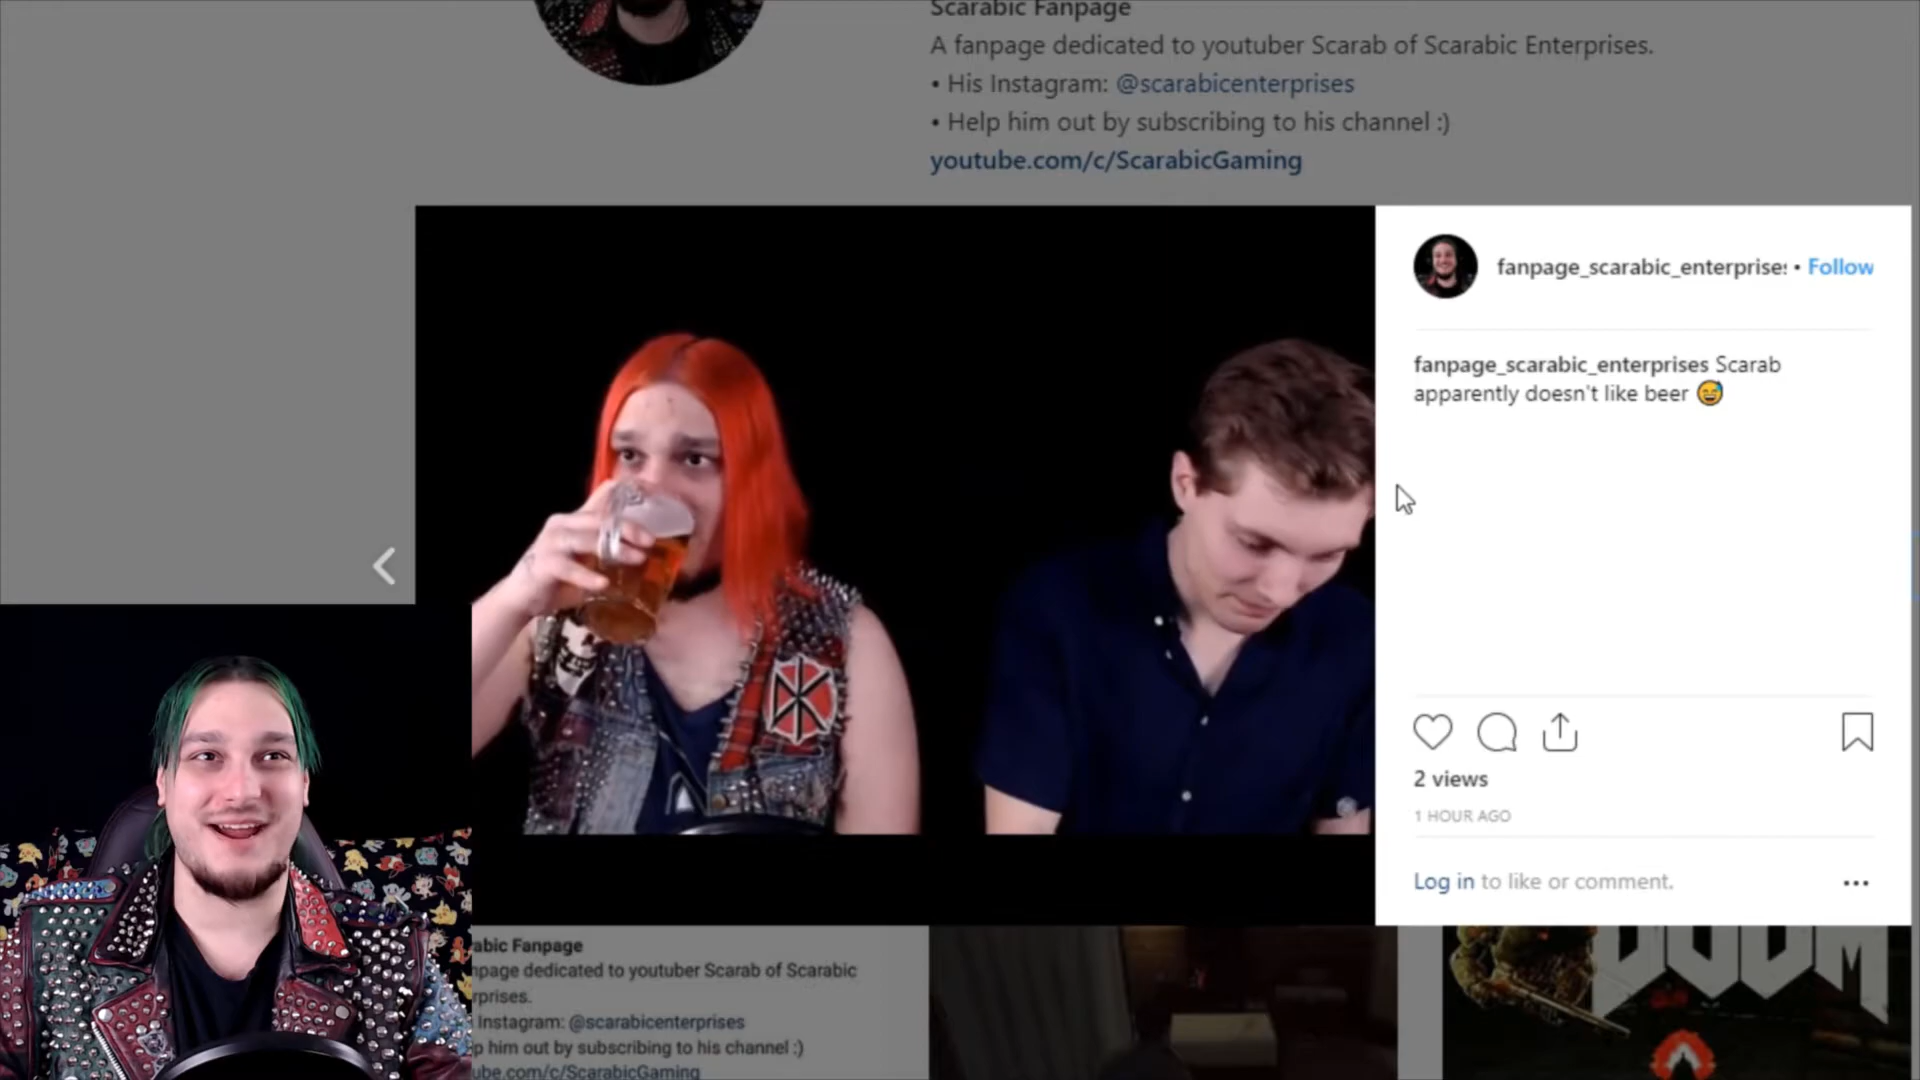 Scarabic Fanpage
A fanpage dedicated to youtuber Scarab of Scarabic Enterprises.
• His Instagram: @scarabicenterprises
• Help him out by subscribing to his channel :)
youtube.com/c/ScarabicGaming
fanpage_scarabic_enterprises • Follow
fanpage_scarabic_enterprises Scarab
apparently doesn't like beer 😅
2 views
1 HOUR AGO
Log in to like or comment.
DK
abic Fanpage
npage dedicated to youtuber Scarab of Scarabic
rprises.
Instagram: @scarabicenterprises
p him out by subscribing to his channel :)
ube.com/c/ScarabicGaming
DOOM